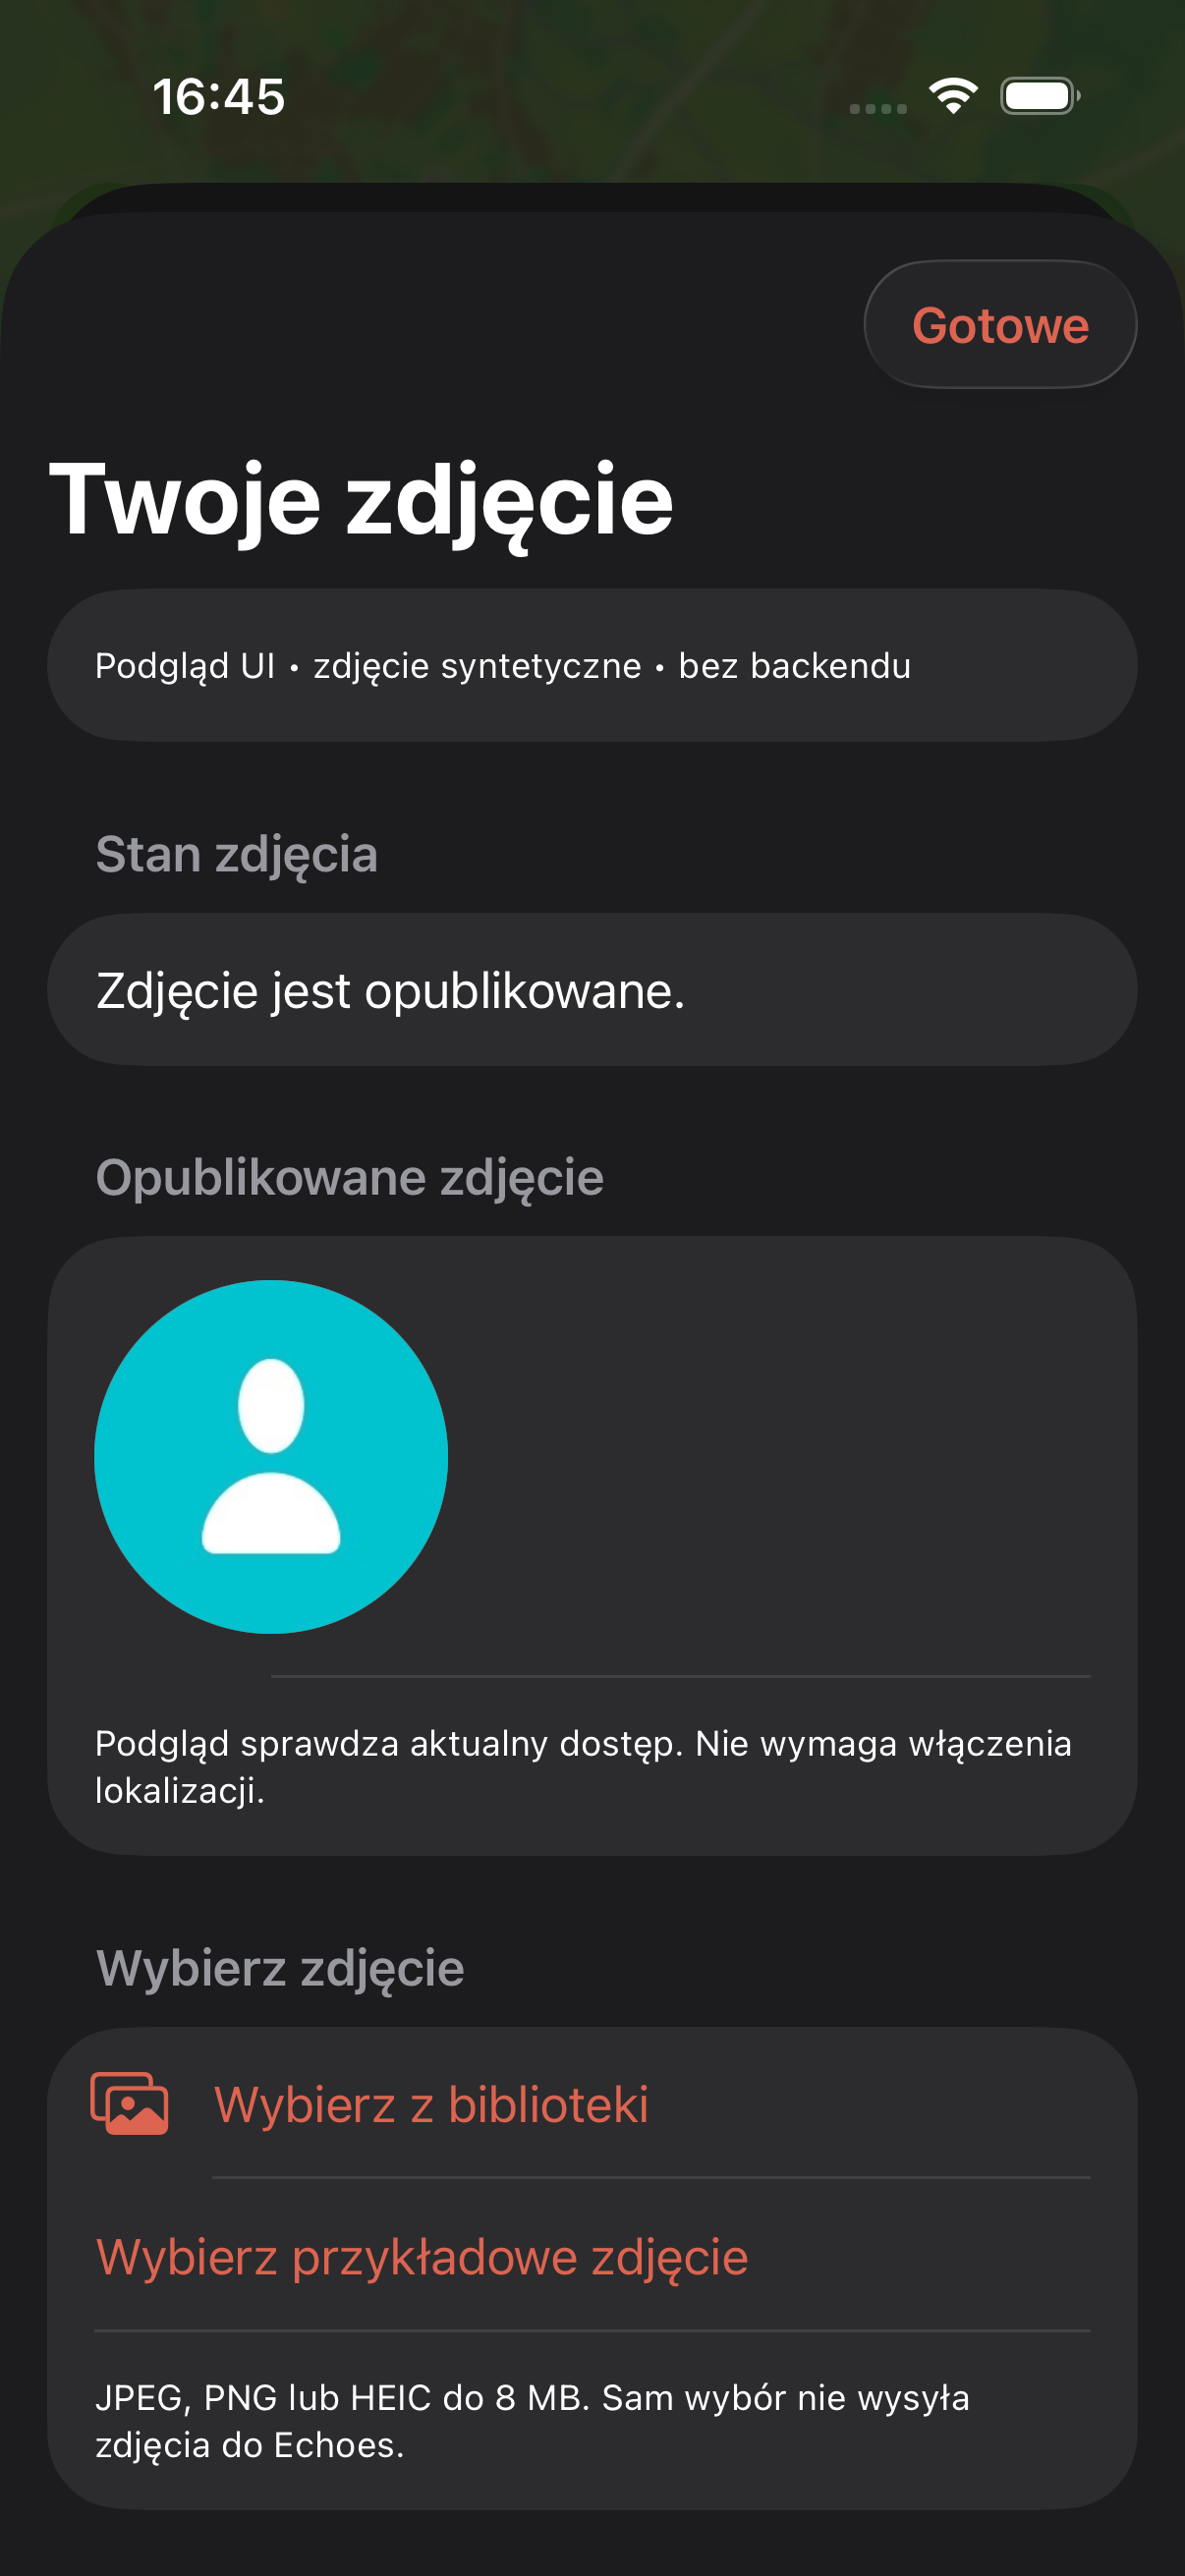 16:45
Gotowe
Twoje zdjęcie
Podgląd UI • zdjęcie syntetyczne • bez backendu
Stan zdjęcia
Zdjęcie jest opublikowane.
Opublikowane zdjęcie
Podgląd sprawdza aktualny dostęp. Nie wymaga włączenia
lokalizacji.
Wybierz zdjęcie
Wybierz z biblioteki
Wybierz przykładowe zdjęcie
JPEG, PNG lub HEIC do 8 MB. Sam wybór nie wysyła
zdjęcia do Echoes.